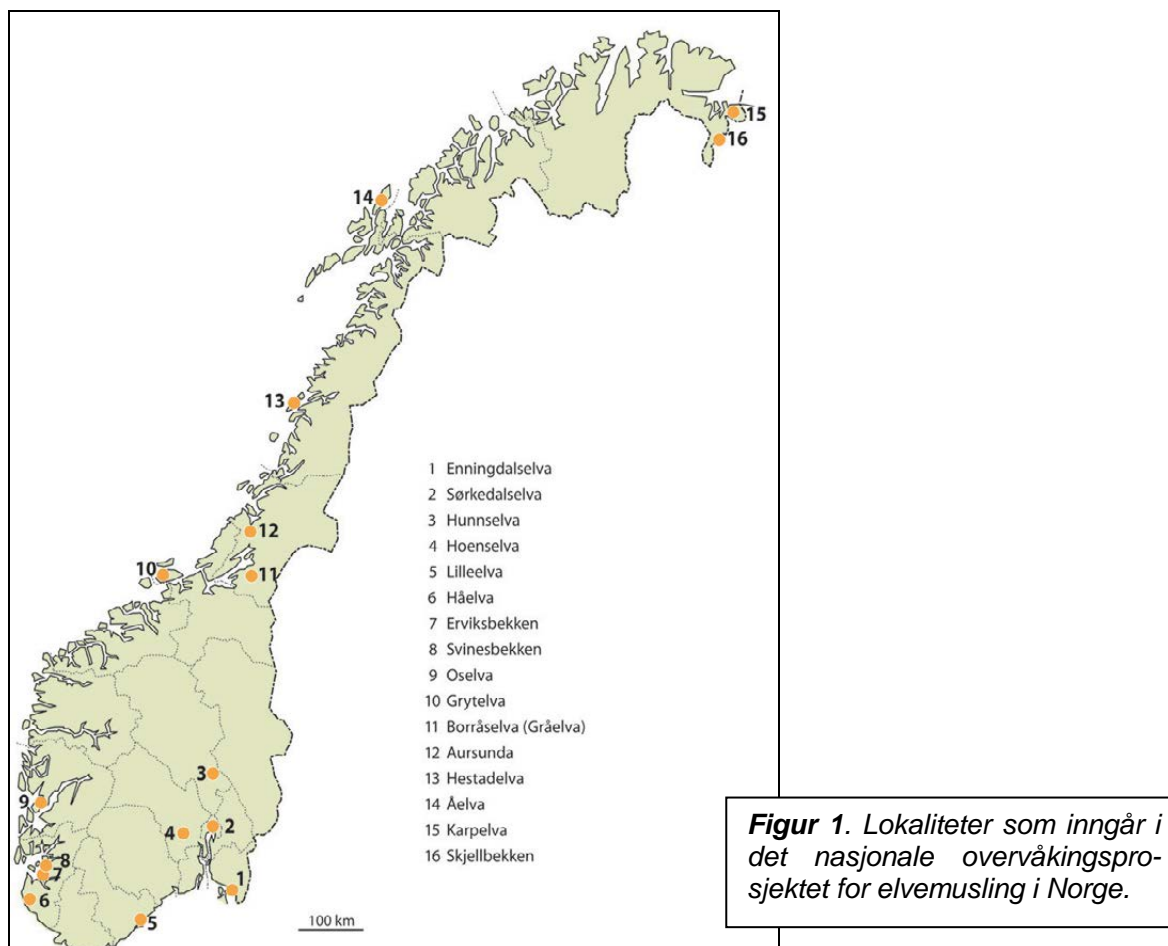 15
16
14
13
12
11
10
3
9
4
2
8
7
6
5
1
1 Enningdalselva
2 Sørkedalselva
3 Hunnselva
4 Hoenselva
5 Lilleelva
6 Håelva
7 Erviksbekken
8 Svinesbekken
9 Oselva
10 Grytelva
11 Borråselva (Gråelva)
12 Aursunda
13 Hestadelva
14 Åelva
15 Karpelva
16 Skjellbekken
100 km
Figur 1. Lokaliteter som inngår i
det nasjonale overvåkingspro-
sjektet for elvemusling i Norge.